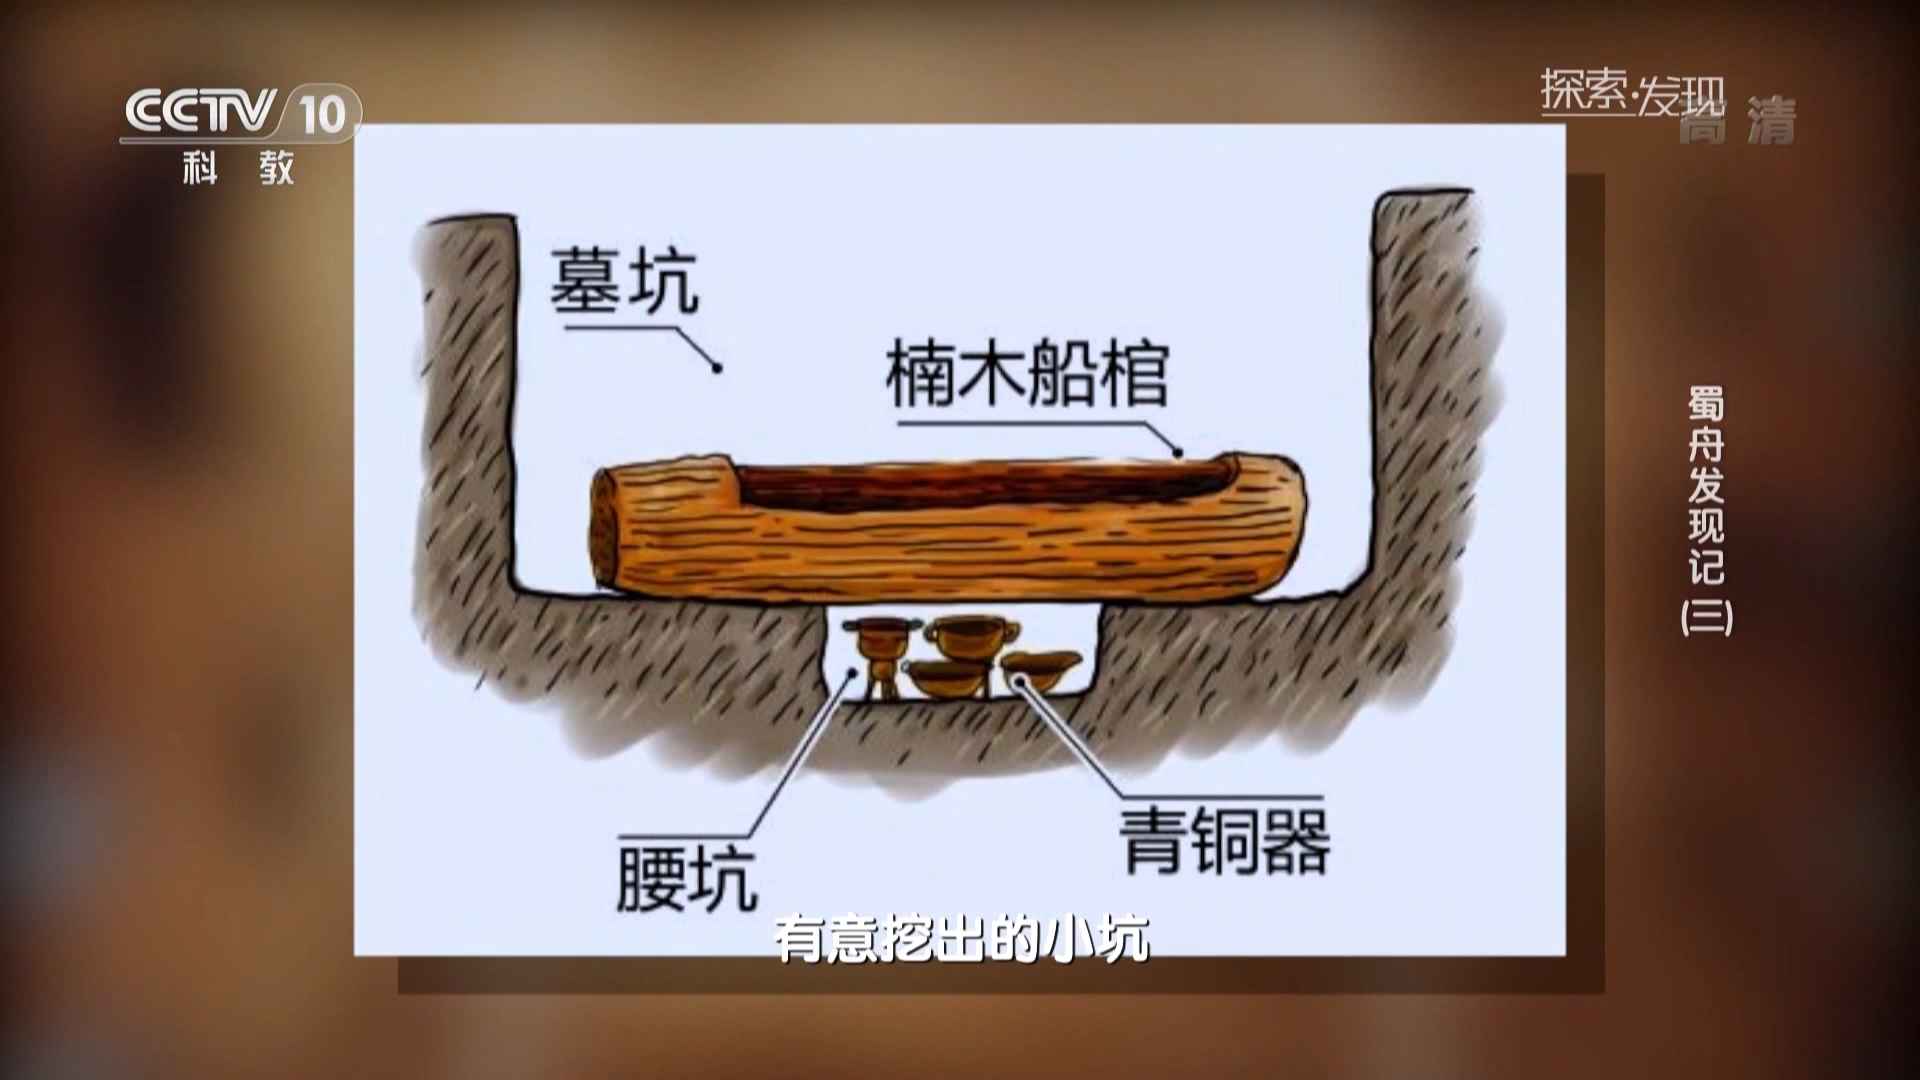 CCTV 10
科教
探索·发现
高清
墓坑
楠木船棺
蜀舟发现记(三)
腰坑
青铜器
有意挖出的小坑